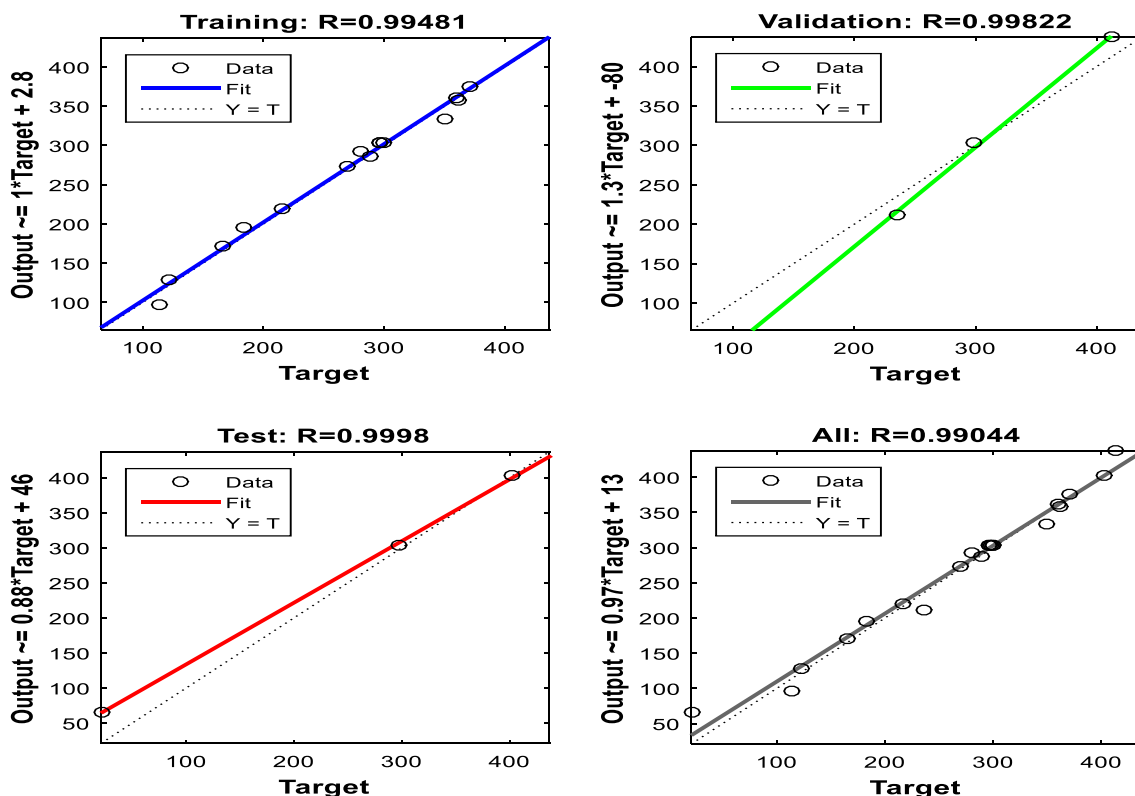 Training: R=0.99481
Output ~= 1*Target + 2.8
400
350
300
250
200
150
100
Data
Fit
Y = T
100 200 300 400
Target
Validation: R=0.99822
Output ~= 1.3*Target + -80
400
350
300
250
200
150
100
Data
Fit
Y = T
100 200 300 400
Target
Test: R=0.9998
Output ~= 0.88*Target + 46
400
350
300
250
200
150
100
50
Data
Fit
Y = T
100 200 300 400
Target
All: R=0.99044
Output ~= 0.97*Target + 13
400
350
300
250
200
150
100
50
Data
Fit
Y = T
100 200 300 400
Target